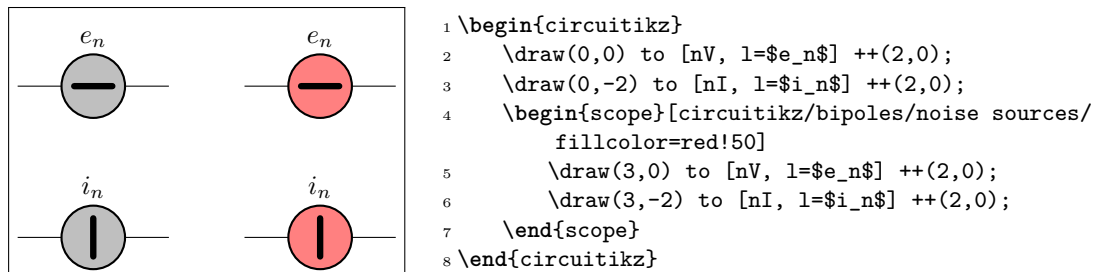 e_n e_n
i_n i_n
1 \begin{circuitikz}
2 \draw(0,0) to [nV, l=$e_n$] ++(2,0);
3 \draw(0,-2) to [nI, l=$i_n$] ++(2,0);
4 \begin{scope}[circuitikz/bipoles/noise sources/
fillcolor=red!50]
5 \draw(3,0) to [nV, l=$e_n$] ++(2,0);
6 \draw(3,-2) to [nI, l=$i_n$] ++(2,0);
7 \end{scope}
8 \end{circuitikz}